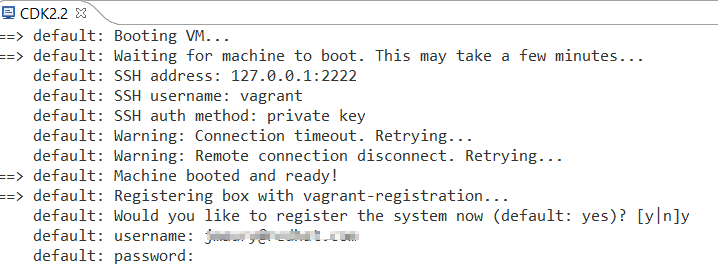 CDK2.2
==> default: Booting VM...
==> default: Waiting for machine to boot. This may take a few minutes...
default: SSH address: 127.0.0.1:2222
default: SSH username: vagrant
default: SSH auth method: private key
default: Warning: Connection timeout. Retrying...
default: Warning: Remote connection disconnect. Retrying...
==> default: Machine booted and ready!
==> default: Registering box with vagrant-registration...
default: Would you like to register the system now (default: yes)? [y|n]y
default: username:
default: password: